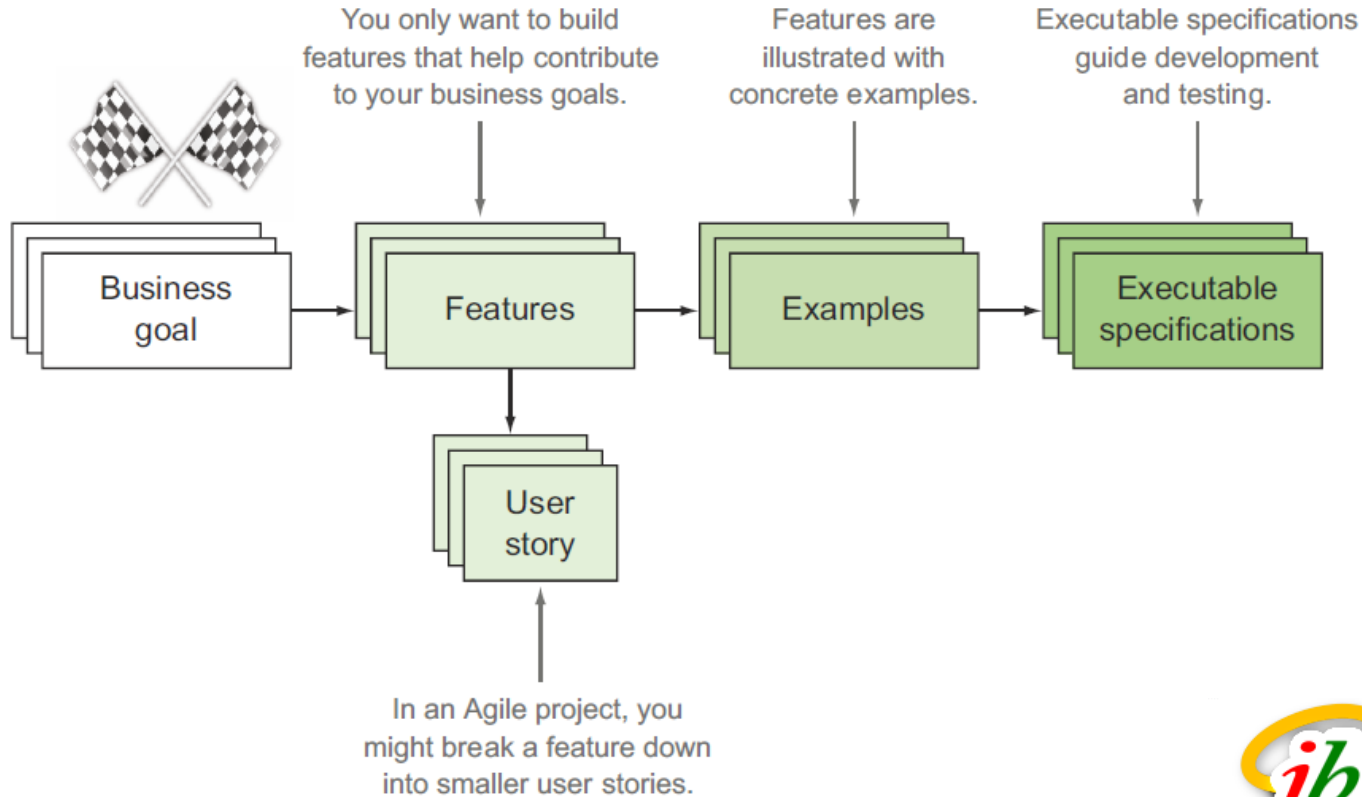 You only want to build
features that help contribute
to your business goals.
Features are
illustrated with
concrete examples.
Executable specifications
guide development
and testing.
Business
goal
Features
Examples
Executable
specifications
User
story
In an Agile project, you
might break a feature down
into smaller user stories.
ib